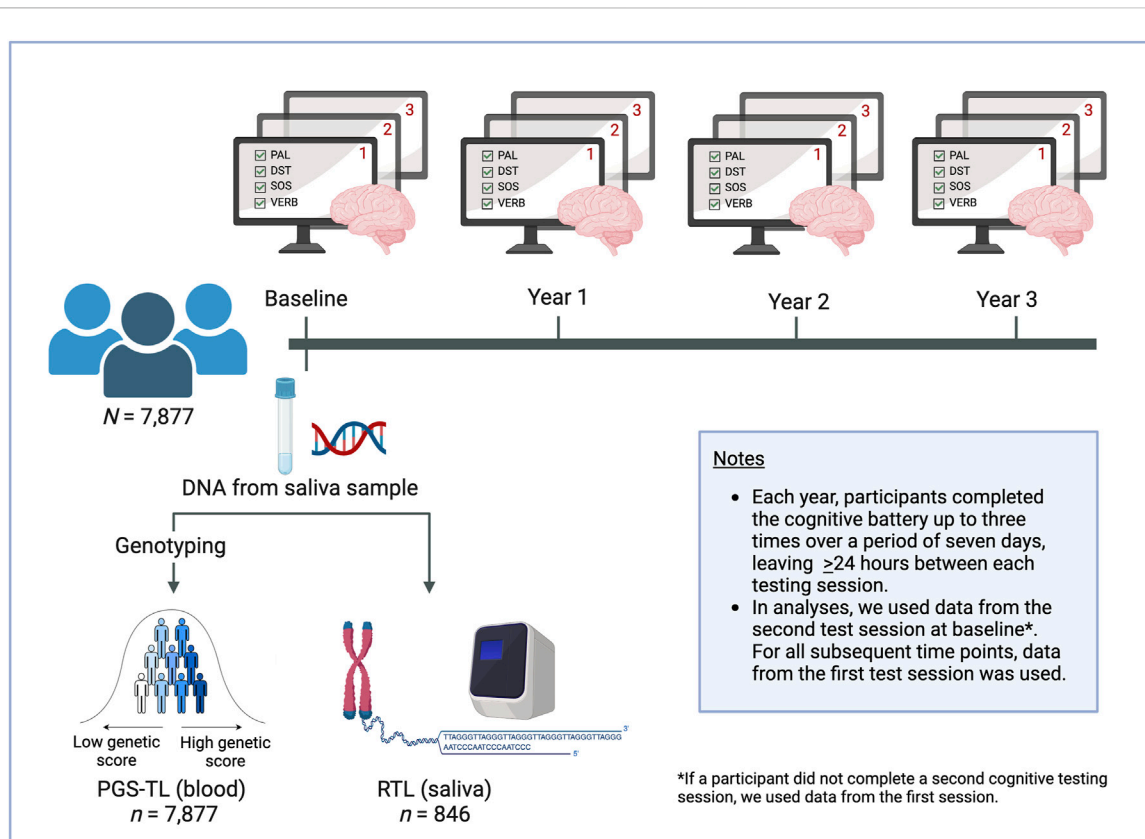 3
2
1
PAL
DST
SOS
VERB
3
2
1
PAL
DST
SOS
VERB
3
2
1
PAL
DST
SOS
VERB
3
2
1
PAL
DST
SOS
VERB
Baseline
Year 1
Year 2
Year 3
N = 7,877
DNA from saliva sample
Genotyping
Low genetic
score
High genetic
score
PGS-TL (blood)
n = 7,877
3'
TTAGGGTTAGGGTTAGGGTTAGGGTTAGGGTTAGGG
AATCCCAATCCCAATCCC
5'
RTL (saliva)
n = 846
Notes
• Each year, participants completed
the cognitive battery up to three
times over a period of seven days,
leaving ≥24 hours between each
testing session.
• In analyses, we used data from the
second test session at baseline*.
For all subsequent time points, data
from the first test session was used.
*If a participant did not complete a second cognitive testing
session, we used data from the first session.